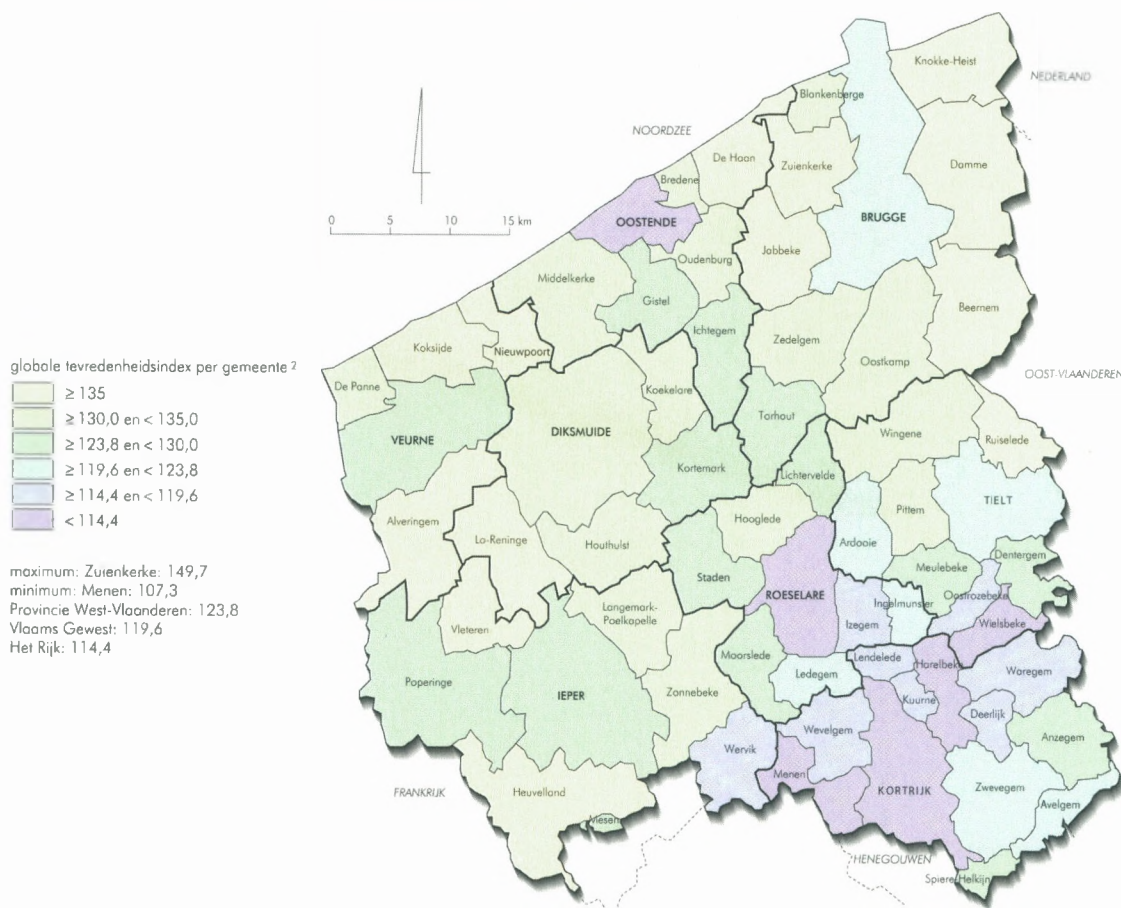 Knokke-Heist
NEDERLAND
Blankenberge
NOORDZEE
De Haan
Zuienkerke
Damme
Bredene
0 5 10 15 km
OOSTENDE
BRUGGE
Jabbeke
Oudenburg
Middelkerke
Gistel
Beernem
Ichtegem
Zedelgem
Koksijde
Nieuwpoort
Oostkamp
globale tevredenheidsindex per gemeente 2
OOST-VLAANDEREN
De Panne
Koekelare
≥ 135
≥ 130,0 en < 135,0
≥ 123,8 en < 130,0
≥ 119,6 en < 123,8
≥ 114,4 en < 119,6
< 114,4
Torhout
VEURNE
DIKSMUIDE
Wingene
Ruiselede
Kortemark
Lichtervelde
TIELT
Alveringem
Lo-Reninge
Houthulst
Hooglede
Pittem
Ardooie
maximum: Zuienkerke: 149,7
minimum: Menen: 107,3
Provincie West-Vlaanderen: 123,8
Vlaams Gewest: 119,6
Het Rijk: 114,4
Staden
Meulebeke
Dentergem
ROESELARE
Oostrozebeke
Langemark-
Poelkapelle
Ingelmunster
Vleteren
Izegem
Wielsbeke
Moorslede
Lendelede
Harelbeke
Poperinge
IEPER
Zonnebeke
Ledegem
Waregem
Kuurne
Deerlijk
Wervik
Wevelgem
Anzegem
Menen
FRANKRIJK
Heuvelland
KORTRIJK
Zwevegem
Avelgem
Mesen
HENEGOUWEN
Spiere-Helkijn